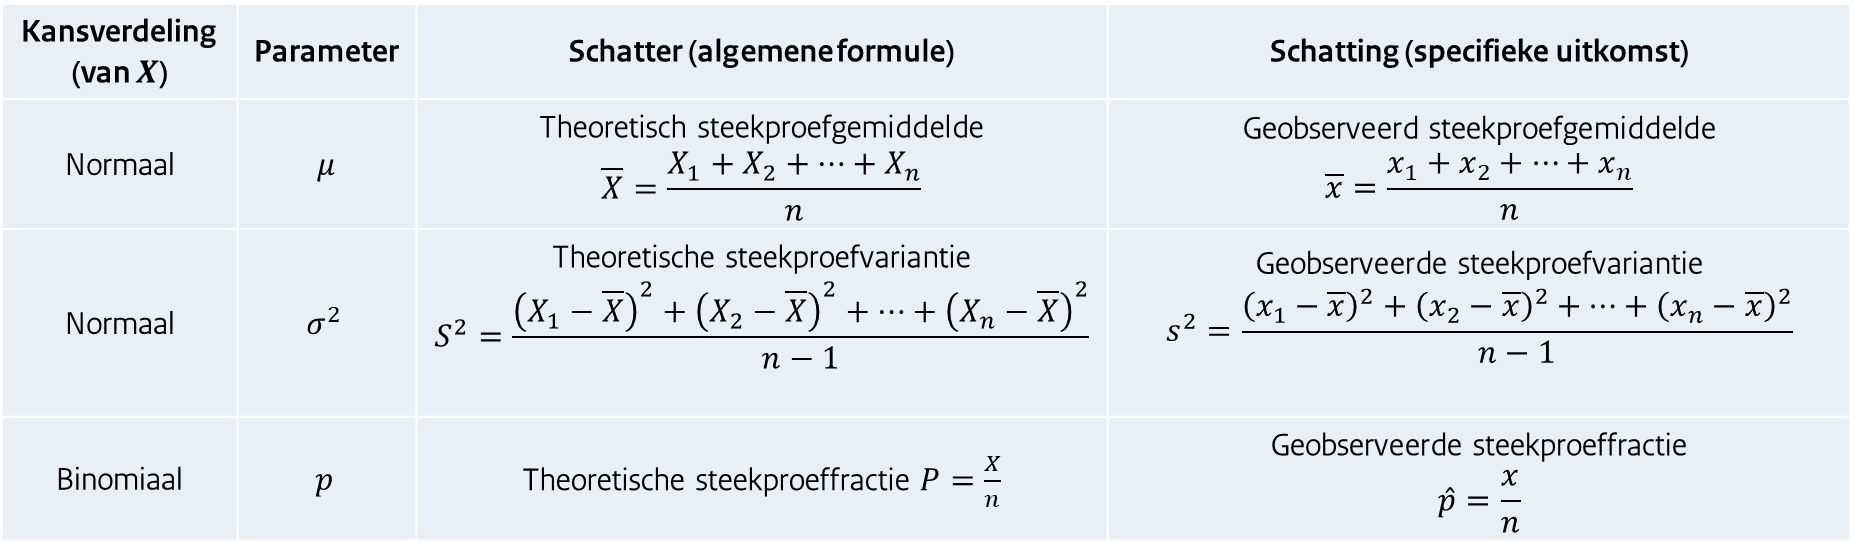 Kansverdeling (van X) | Parameter | Schatter (algemene formule) | Schatting (specifieke uitkomst)
Normaal | μ | Theoretisch steekproefgemiddelde X̅ = (X₁ + X₂ + ⋯ + Xₙ) / n | Geobserveerd steekproefgemiddelde x̅ = (x₁ + x₂ + ⋯ + xₙ) / n
Normaal | σ² | Theoretische steekproefvariantie S² = ((X₁ − X̅)² + (X₂ − X̅)² + ⋯ + (Xₙ − X̅)²) / (n − 1) | Geobserveerde steekproefvariantie s² = ((x₁ − x̅)² + (x₂ − x̅)² + ⋯ + (xₙ − x̅)²) / (n − 1)
Binomiaal | p | Theoretische steekproeffractie P = X/n | Geobserveerde steekproeffractie p̂ = x/n